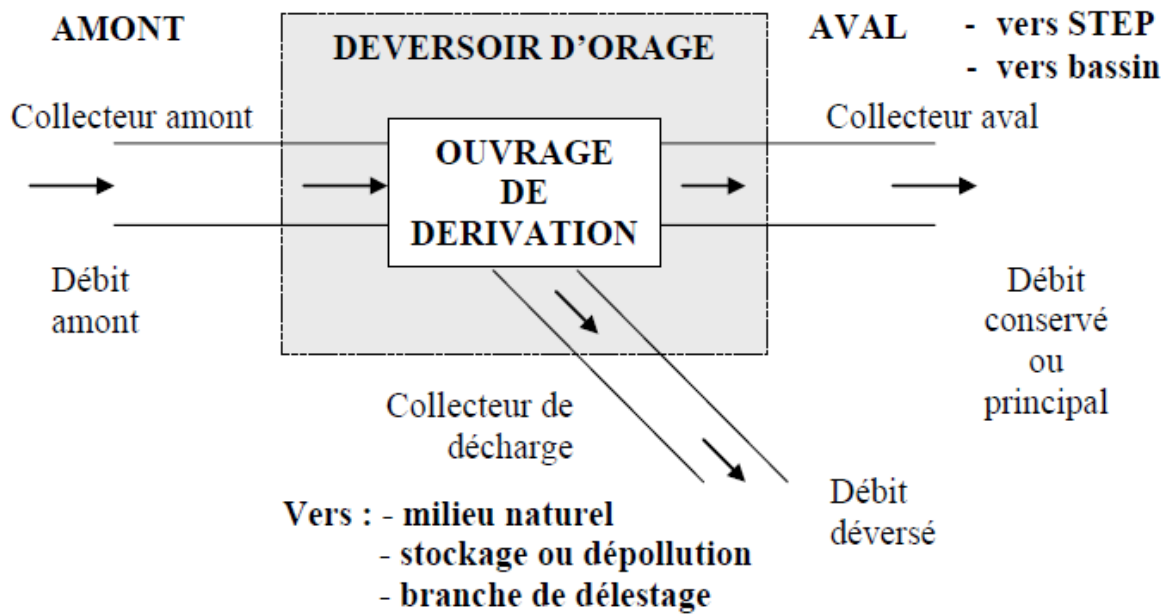 AMONT
DEVERSOIR D'ORAGE
AVAL - vers STEP
- vers bassin
Collecteur amont
Collecteur aval
OUVRAGE
DE
DERIVATION
Débit
amont
Débit
conservé
ou
principal
Collecteur de
décharge
Débit
déversé
Vers : - milieu naturel
- stockage ou dépollution
- branche de délestage